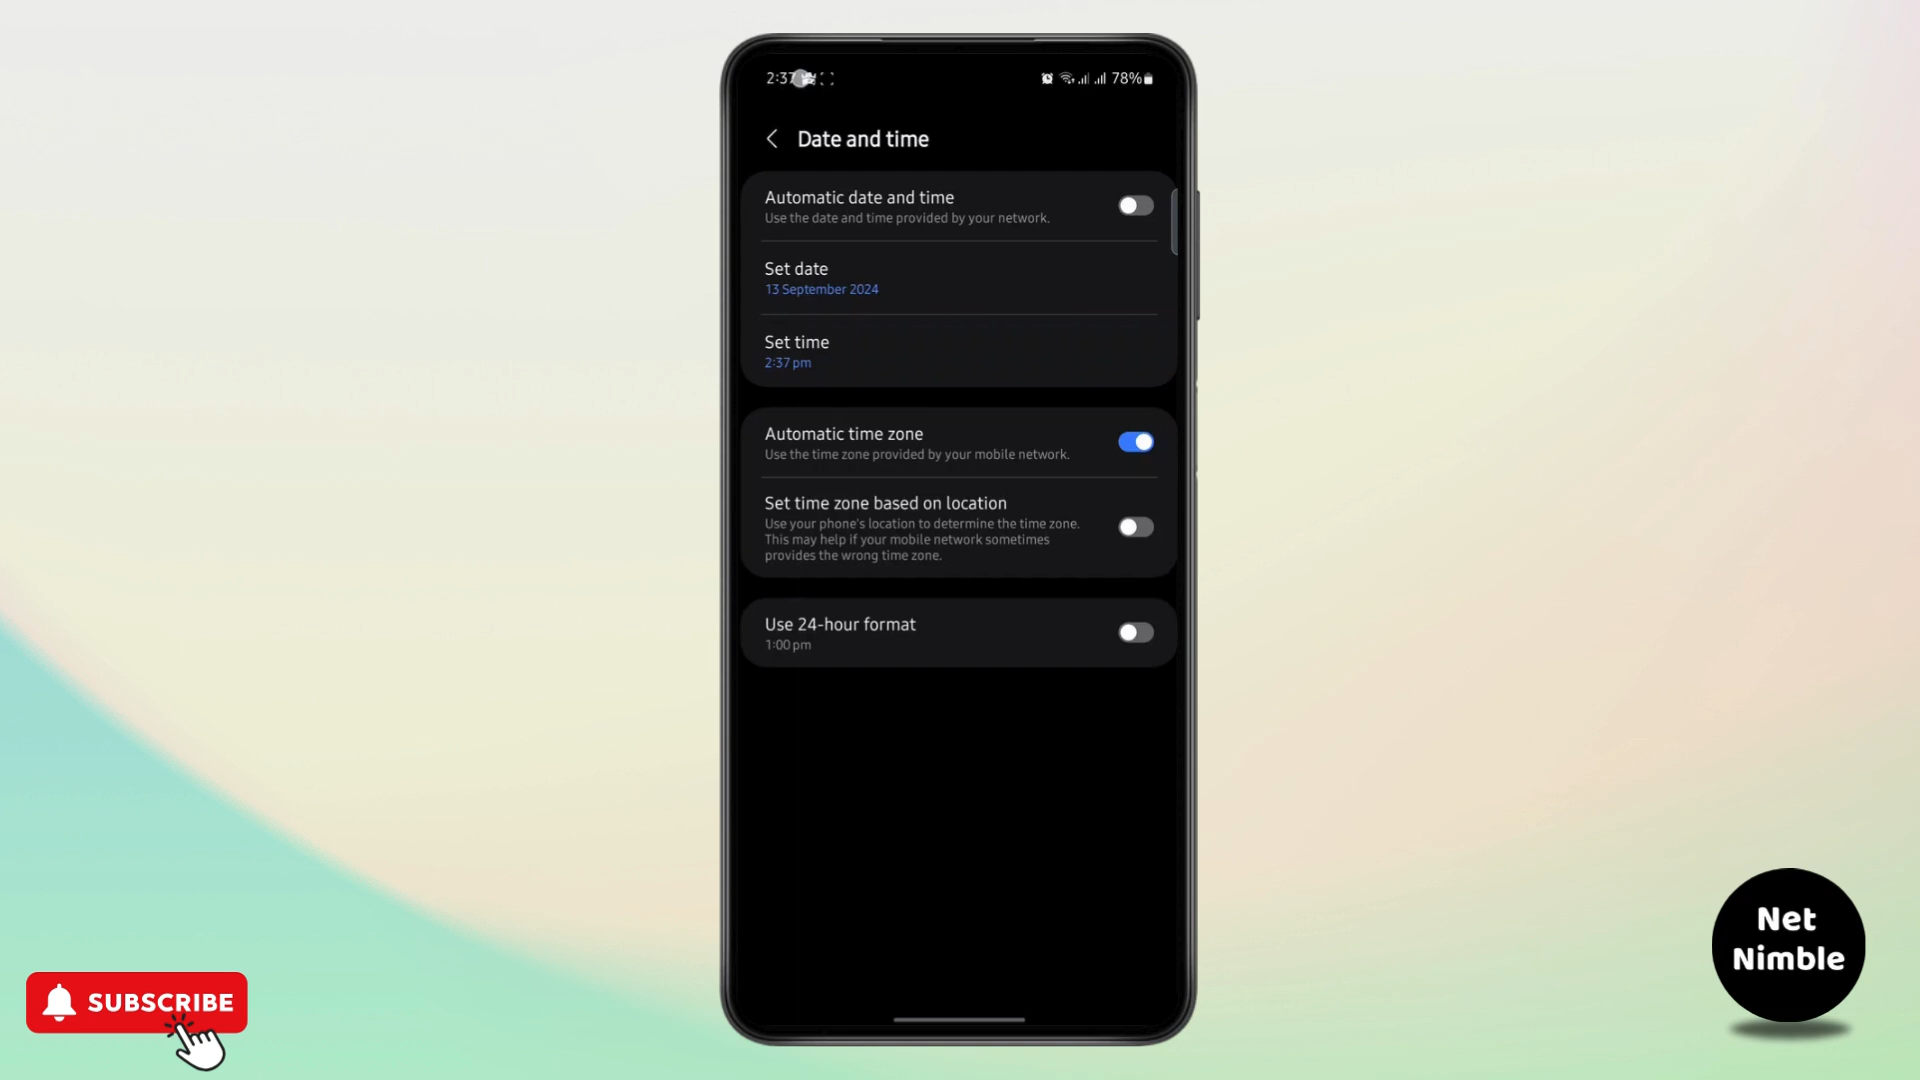 2:37
78%
Date and time
Automatic date and time
Use the date and time provided by your network.
Set date
13 September 2024
Set time
2:37 pm
Automatic time zone
Use the time zone provided by your mobile network.
Set time zone based on location
Use your phone's location to determine the time zone.
This may help if your mobile network sometimes
provides the wrong time zone.
Use 24-hour format
1:00 pm
SUBSCRIBE
Net
Nimble